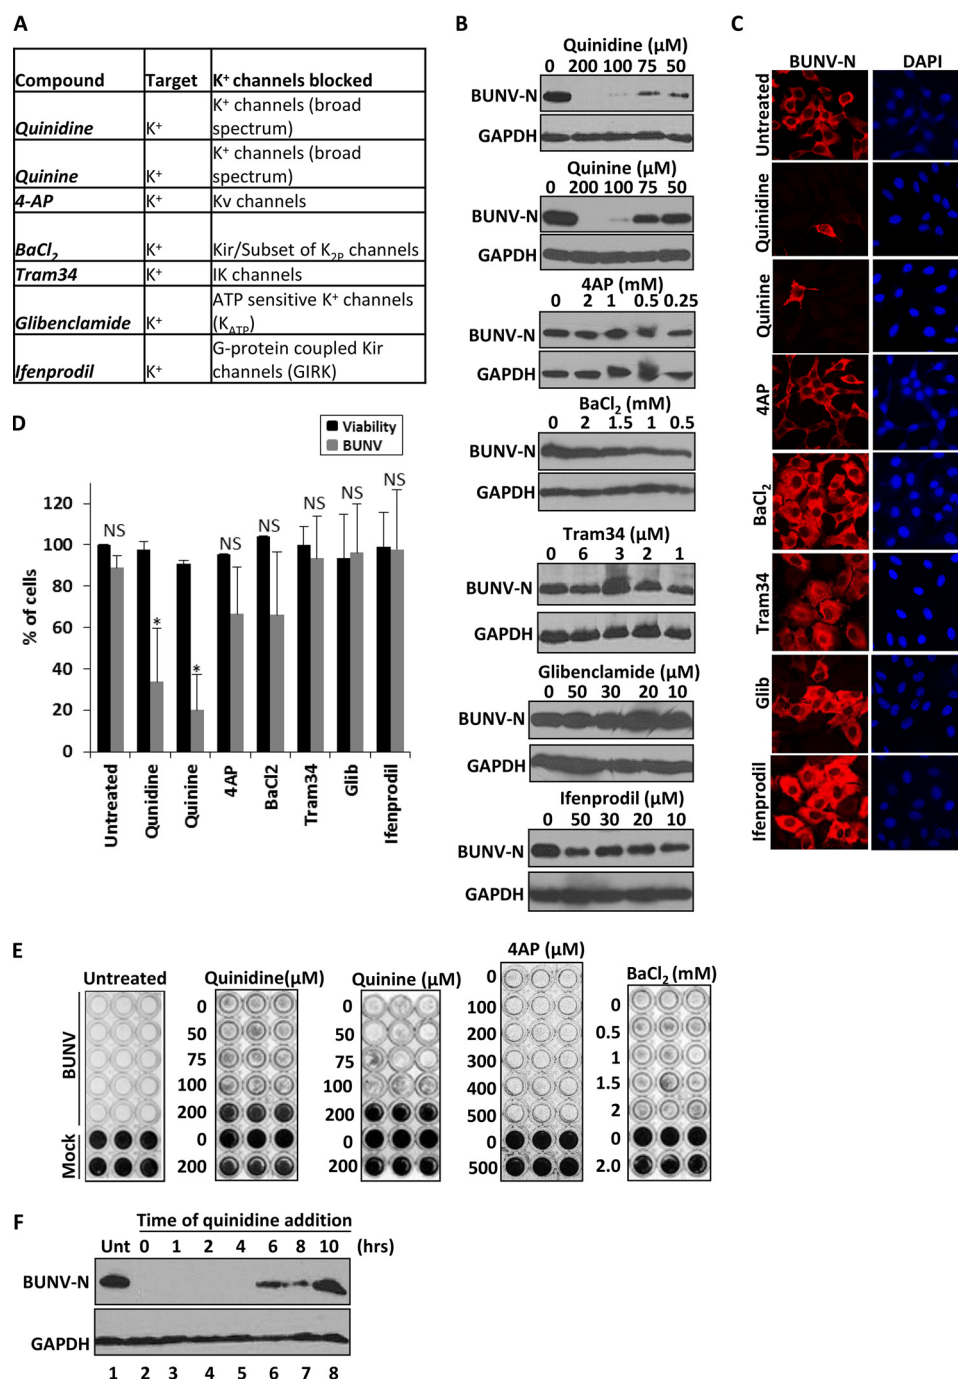 A
Compound Target K⁺ channels blocked
Quinidine K⁺ K⁺ channels (broad spectrum)
Quinine K⁺ K⁺ channels (broad spectrum)
4-AP K⁺ Kv channels
BaCl₂ K⁺ Kir/Subset of K₂ₚ channels
Tram34 K⁺ IK channels
Glibenclamide K⁺ ATP sensitive K⁺ channels (K_ATP)
Ifenprodil K⁺ G-protein coupled Kir channels (GIRK)
B
Quinidine (µM)
0 200 100 75 50
BUNV-N
GAPDH
Quinine (µM)
0 200 100 75 50
BUNV-N
GAPDH
4AP (mM)
0 2 1 0.5 0.25
BUNV-N
GAPDH
BaCl₂ (mM)
0 2 1.5 1 0.5
BUNV-N
GAPDH
Tram34 (µM)
0 6 3 2 1
BUNV-N
GAPDH
Glibenclamide (µM)
0 50 30 20 10
BUNV-N
GAPDH
Ifenprodil (µM)
0 50 30 20 10
BUNV-N
GAPDH
C
BUNV-N DAPI
Untreated
Quinidine
Quinine
4AP
BaCl₂
Tram34
Glib
Ifenprodil
D
Viability
BUNV
% of cells
120
100
80
60
40
20
0
NS * * NS NS NS NS NS
Untreated
Qunidine
Quinine
4AP
BaCl2
Tram34
Glib
Ifenprodil
E
Untreated
BUNV
Mock
Quinidine(µM)
0
50
75
100
200
0
200
Quinine (µM)
0
50
75
100
200
0
200
4AP (µM)
0
100
200
300
400
500
0
500
BaCl₂ (mM)
0
0.5
1
1.5
2
0
2.0
F
Time of quinidine addition
Unt 0 1 2 4 6 8 10 (hrs)
BUNV-N
GAPDH
1 2 3 4 5 6 7 8